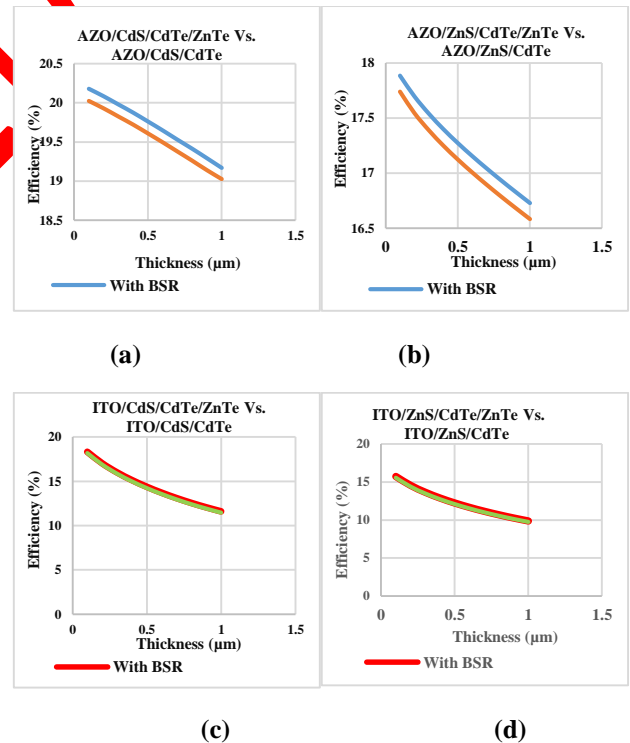 AZO/CdS/CdTe/ZnTe Vs.
AZO/CdS/CdTe
20.5
20
19.5
19
18.5
0
0.5
1
1.5
Efficiency (%)
Thickness (µm)
With BSR
(a)
AZO/ZnS/CdTe/ZnTe Vs.
AZO/ZnS/CdTe
18
17.5
17
16.5
0
0.5
1
1.5
Efficiency (%)
Thickness (µm)
With BSR
(b)
ITO/CdS/CdTe/ZnTe Vs.
ITO/CdS/CdTe
20
15
10
5
0
0
0.5
1
1.5
Efficiency (%)
Thickness (µm)
With BSR
(c)
ITO/ZnS/CdTe/ZnTe Vs.
ITO/ZnS/CdTe
20
15
10
5
0
0
0.5
1
1.5
Efficiency (%)
Thickness (µm)
With BSR
(d)